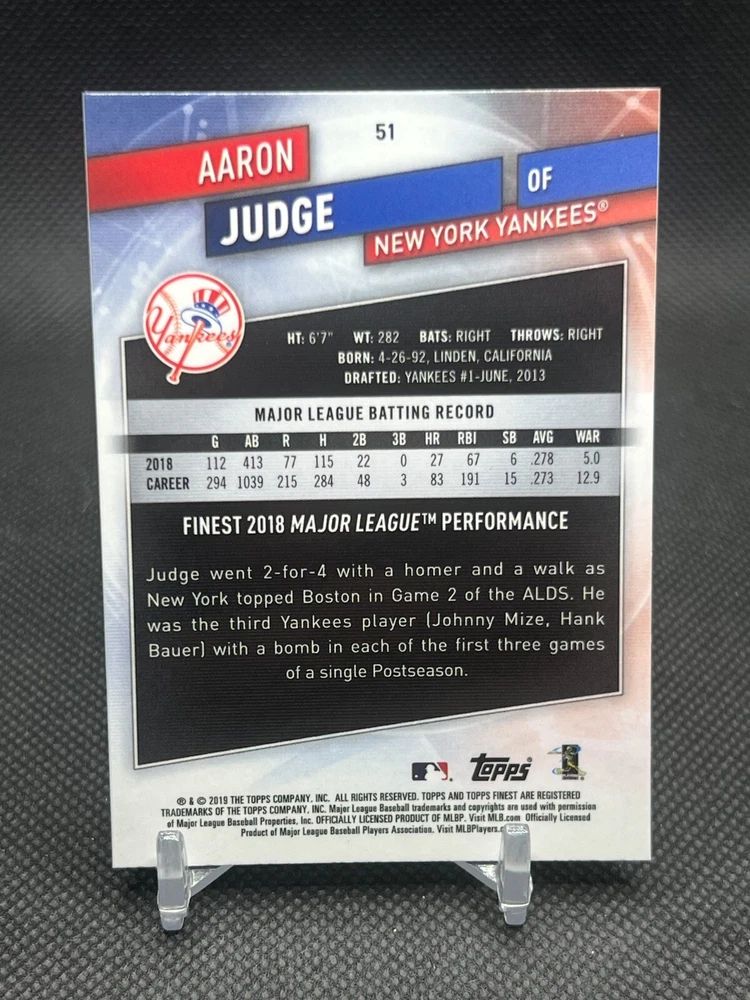 51
AARON
JUDGE
OF
NEW YORK YANKEES®
Yankees®
HT: 6'7" WT: 282 BATS: RIGHT THROWS: RIGHT
BORN: 4-26-92, LINDEN, CALIFORNIA
DRAFTED: YANKEES #1-JUNE, 2013
MAJOR LEAGUE BATTING RECORD
G AB R H 2B 3B HR RBI SB AVG WAR
2018 112 413 77 115 22 0 27 67 6 .278 5.0
CAREER 294 1039 215 284 48 3 83 191 15 .273 12.9
FINEST 2018 MAJOR LEAGUE™ PERFORMANCE
Judge went 2-for-4 with a homer and a walk as
New York topped Boston in Game 2 of the ALDS. He
was the third Yankees player (Johnny Mize, Hank
Bauer) with a bomb in each of the first three games
of a single Postseason.
Topps®
® & © 2019 THE TOPPS COMPANY, INC. ALL RIGHTS RESERVED. TOPPS AND TOPPS FINEST ARE REGISTERED
TRADEMARKS OF THE TOPPS COMPANY, INC. Major League Baseball trademarks and copyrights are used with permission
of Major League Baseball Properties, Inc. OFFICIALLY LICENSED PRODUCT OF MLBP. Visit MLB.com Officially Licensed
Product of Major League Baseball Players Association. Visit MLBPlayers.c